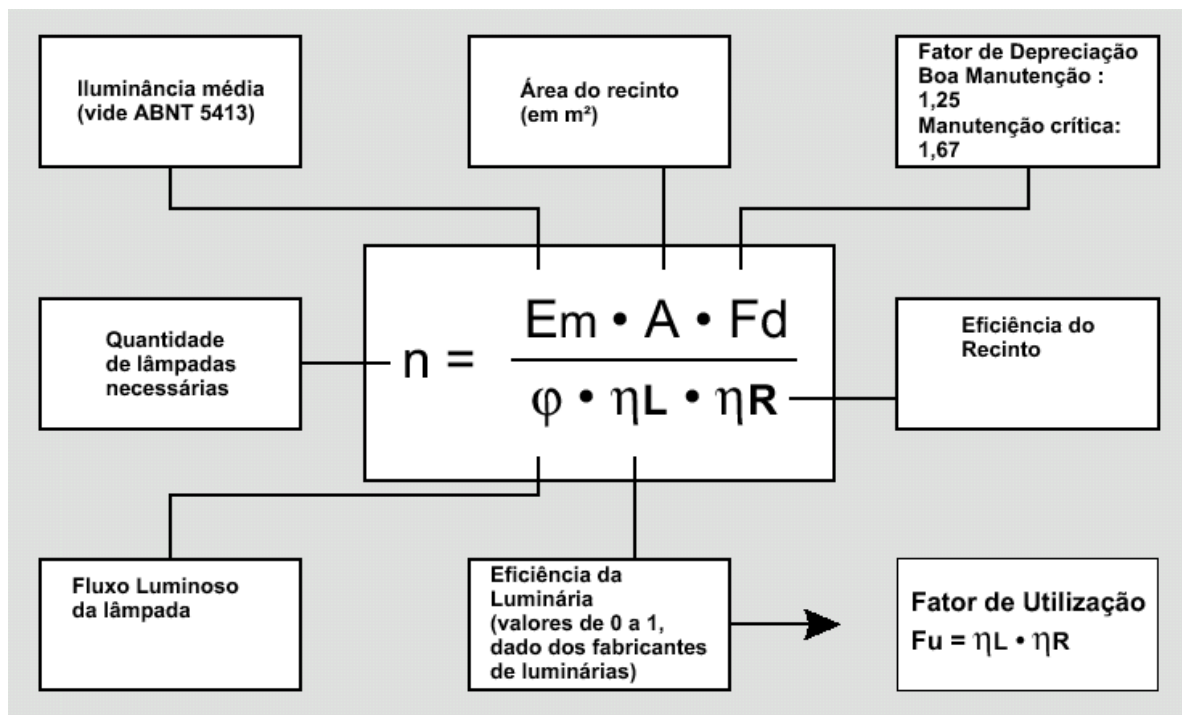 Iluminância média
(vide ABNT 5413)
Área do recinto
(em m²)
Fator de Depreciação
Boa Manutenção :
1,25
Manutenção crítica:
1,67
Quantidade
de lâmpadas
necessárias
n = Em • A • Fd
φ • ηL • ηR
Eficiência do
Recinto
Fluxo Luminoso
da lâmpada
Eficiência da
Luminária
(valores de 0 a 1,
dado dos fabricantes
de luminárias)
Fator de Utilização
Fu = ηL • ηR